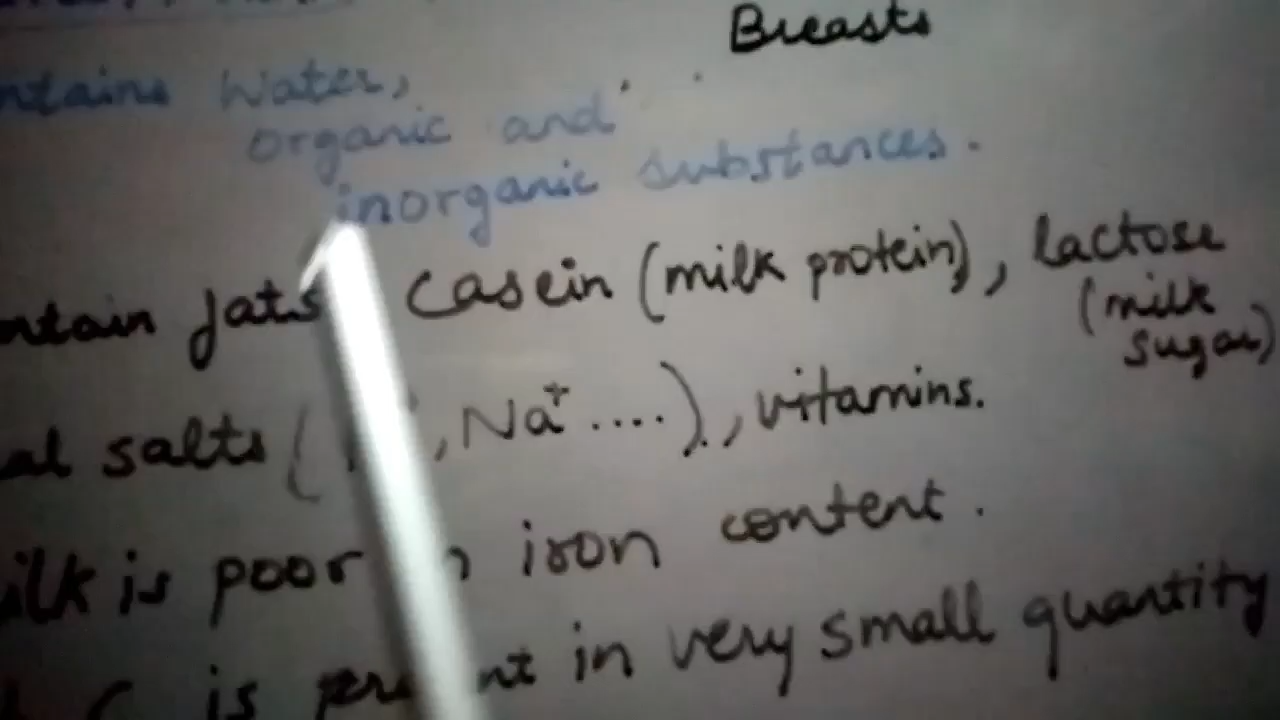 Breasts
ntains Water,
organic and
inorganic substances.
ntain fats casein (milk protein), lactose
(milk
sugar)
al salts ( , Na+ ....), vitamins.
ilk is poor iron content.
C is present in very small quantity